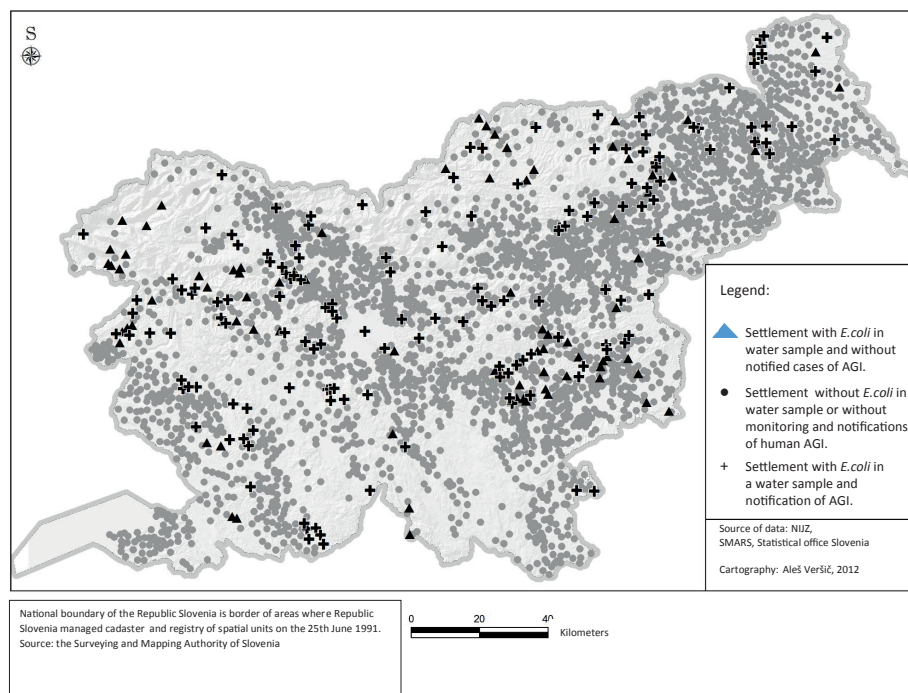 S
Legend:
Settlement with E.coli in
water sample and without
notified cases of AGI.
Settlement without E.coli in
water sample or without
monitoring and notifications
of human AGI.
Settlement with E.coli in
a water sample and
notification of AGI.
Source of data: NIJZ,
SMARS, Statistical office Slovenia
Cartography: Aleš Veršič, 2012
National boundary of the Republic Slovenia is border of areas where Republic
Slovenia managed cadaster and registry of spatial units on the 25th June 1991.
Source: the Surveying and Mapping Authority of Slovenia
0 20 40
Kilometers